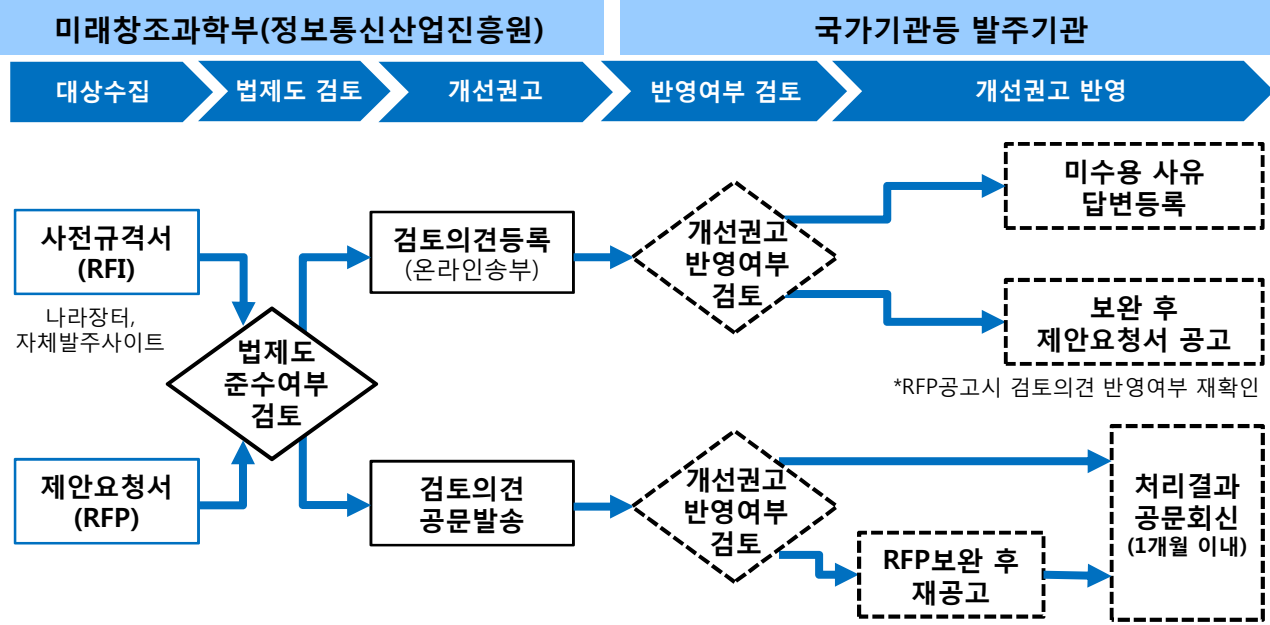 미래창조과학부(정보통신산업진흥원)
국가기관등 발주기관
대상수집
법제도 검토
개선권고
반영여부 검토
개선권고 반영
사전규격서
(RFI)
나라장터,
자체발주사이트
제안요청서
(RFP)
법제도
준수여부
검토
검토의견등록
(온라인송부)
개선권고
반영여부
검토
미수용 사유
답변등록
보완 후
제안요청서 공고
*RFP공고시 검토의견 반영여부 재확인
검토의견
공문발송
개선권고
반영여부
검토
RFP보완 후
재공고
처리결과
공문회신
(1개월 이내)